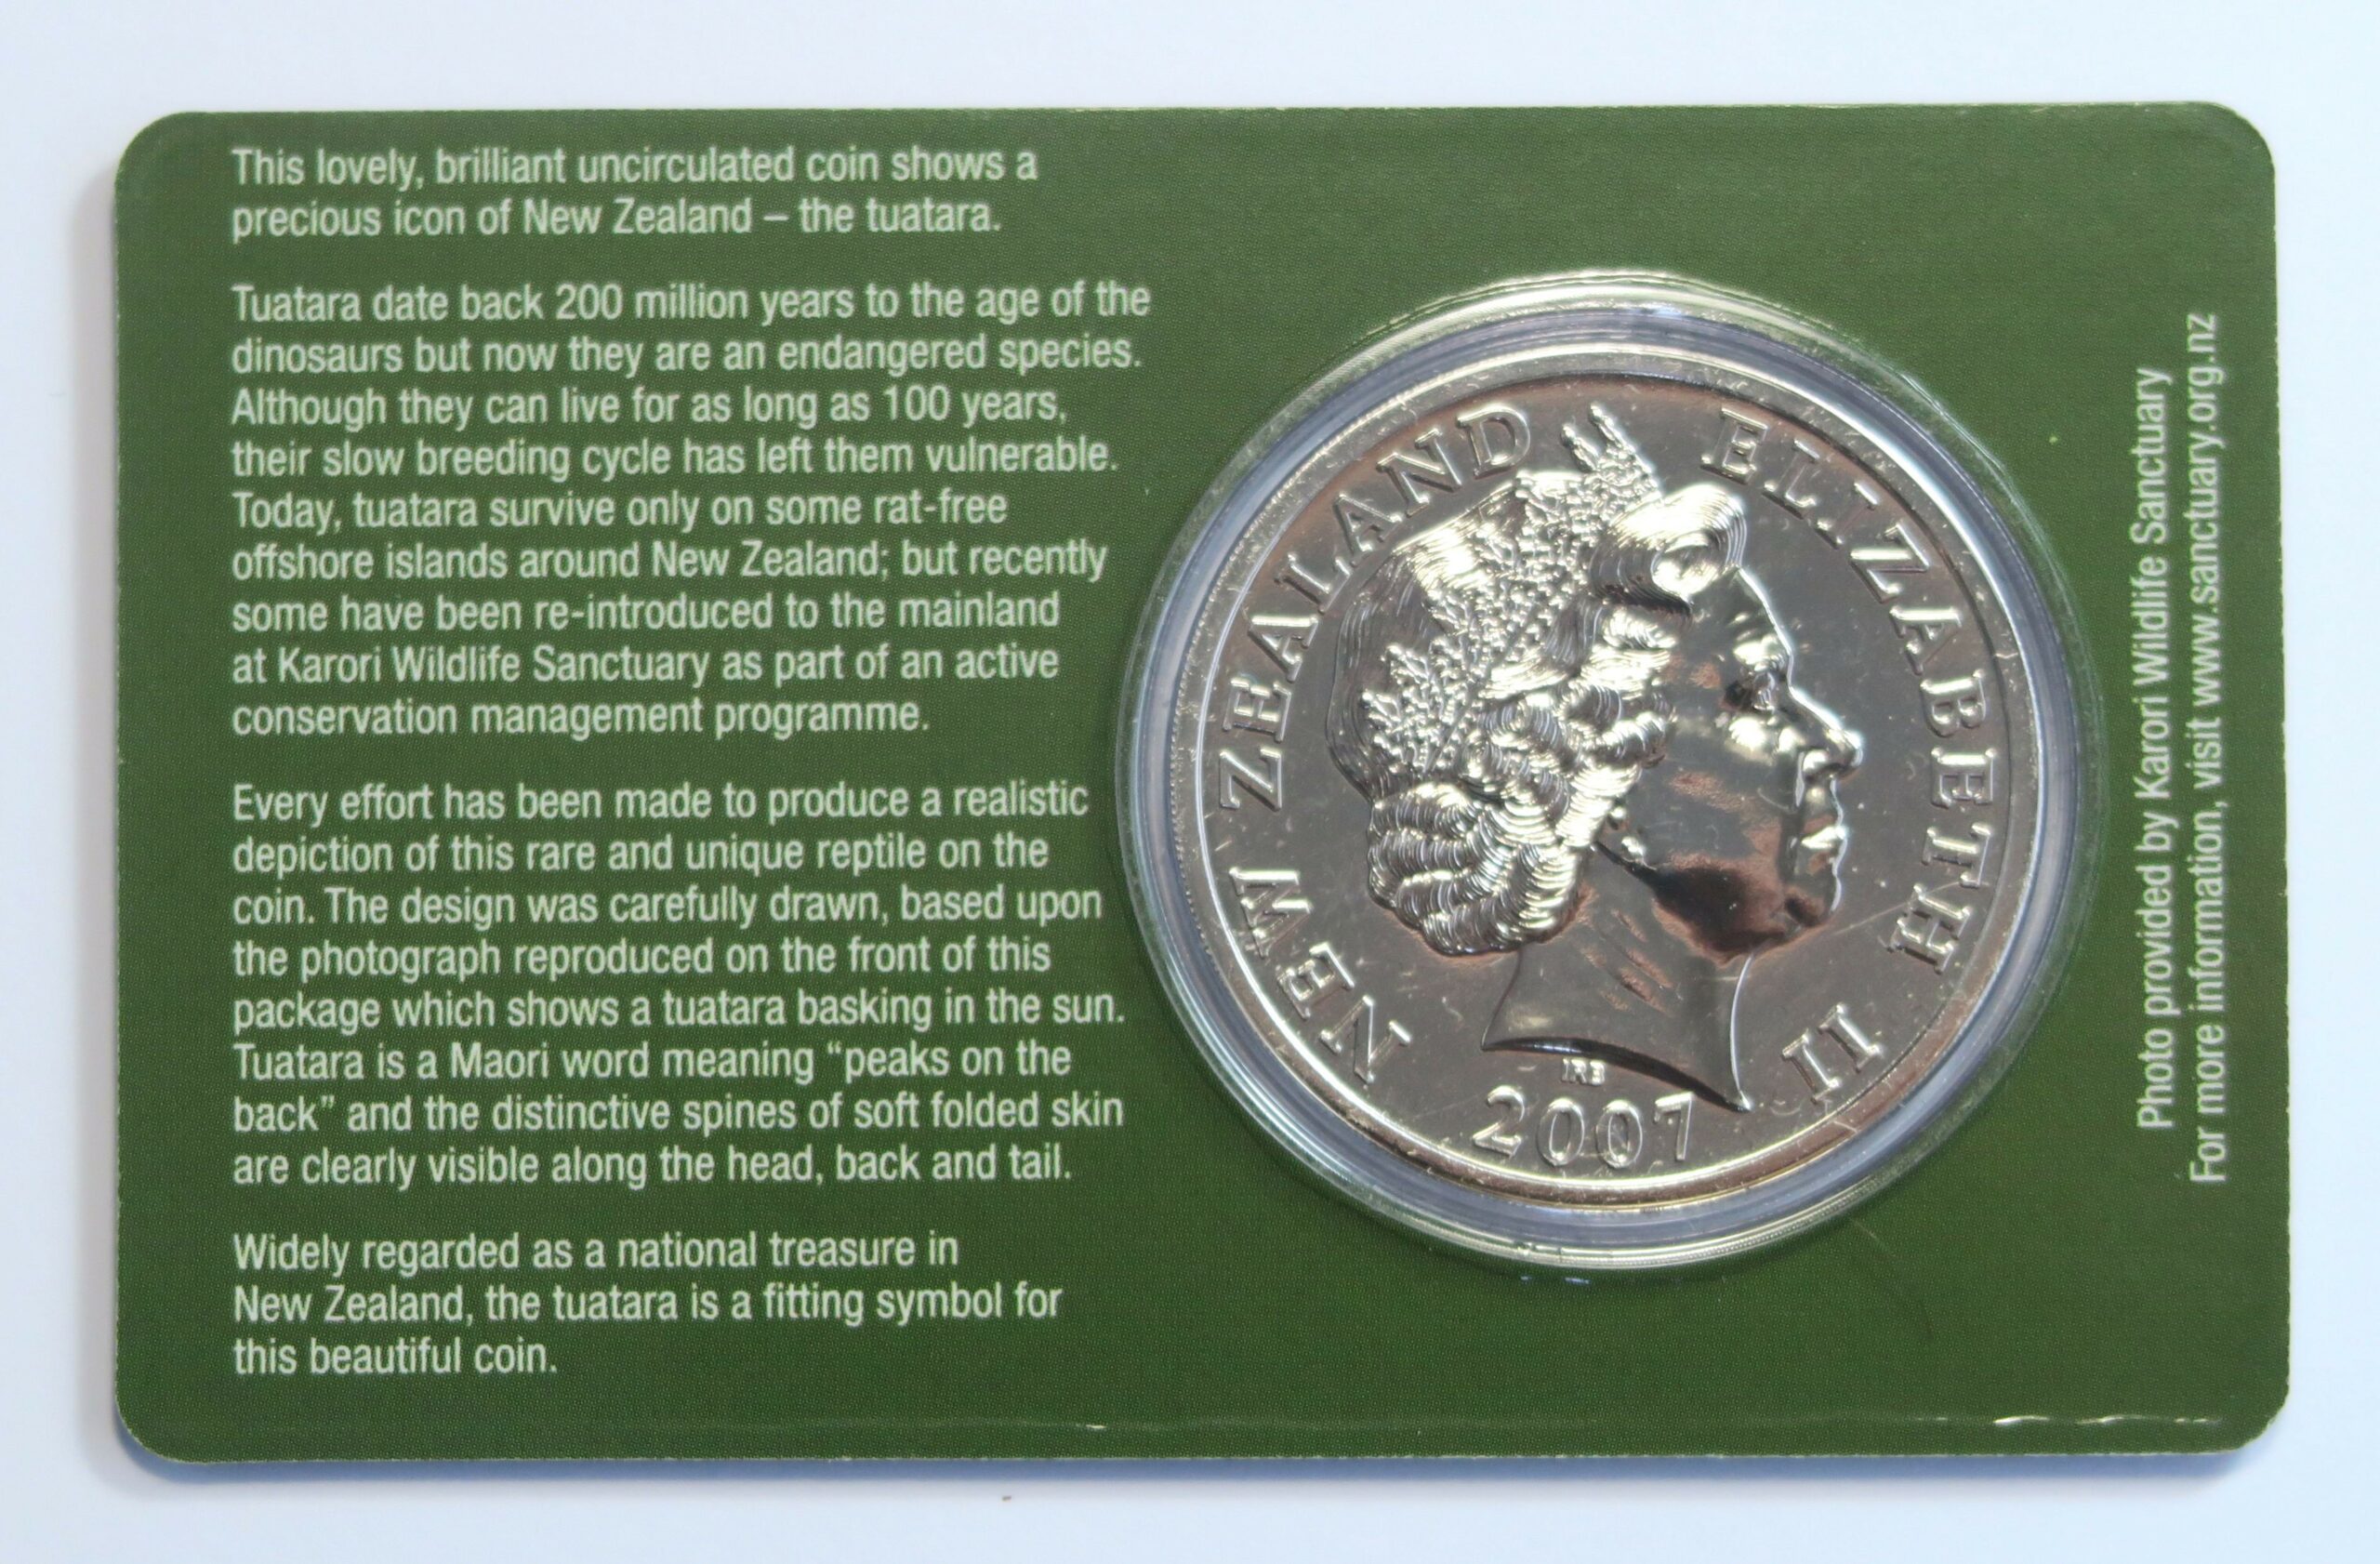 This lovely, brilliant uncirculated coin shows a
precious icon of New Zealand – the tuatara.
Tuatara date back 200 million years to the age of the
dinosaurs but now they are an endangered species.
Although they can live for as long as 100 years,
their slow breeding cycle has left them vulnerable.
Today, tuatara survive only on some rat-free
offshore islands around New Zealand; but recently
some have been re-introduced to the mainland
at Karori Wildlife Sanctuary as part of an active
conservation management programme.
Every effort has been made to produce a realistic
depiction of this rare and unique reptile on the
coin. The design was carefully drawn, based upon
the photograph reproduced on the front of this
package which shows a tuatara basking in the sun.
Tuatara is a Maori word meaning “peaks on the
back” and the distinctive spines of soft folded skin
are clearly visible along the head, back and tail.
Widely regarded as a national treasure in
New Zealand, the tuatara is a fitting symbol for
this beautiful coin.
NEW ZEALAND ELIZABETH II
IRB
2007
Photo provided by Karori Wildlife Sanctuary
For more information, visit www.sanctuary.org.nz